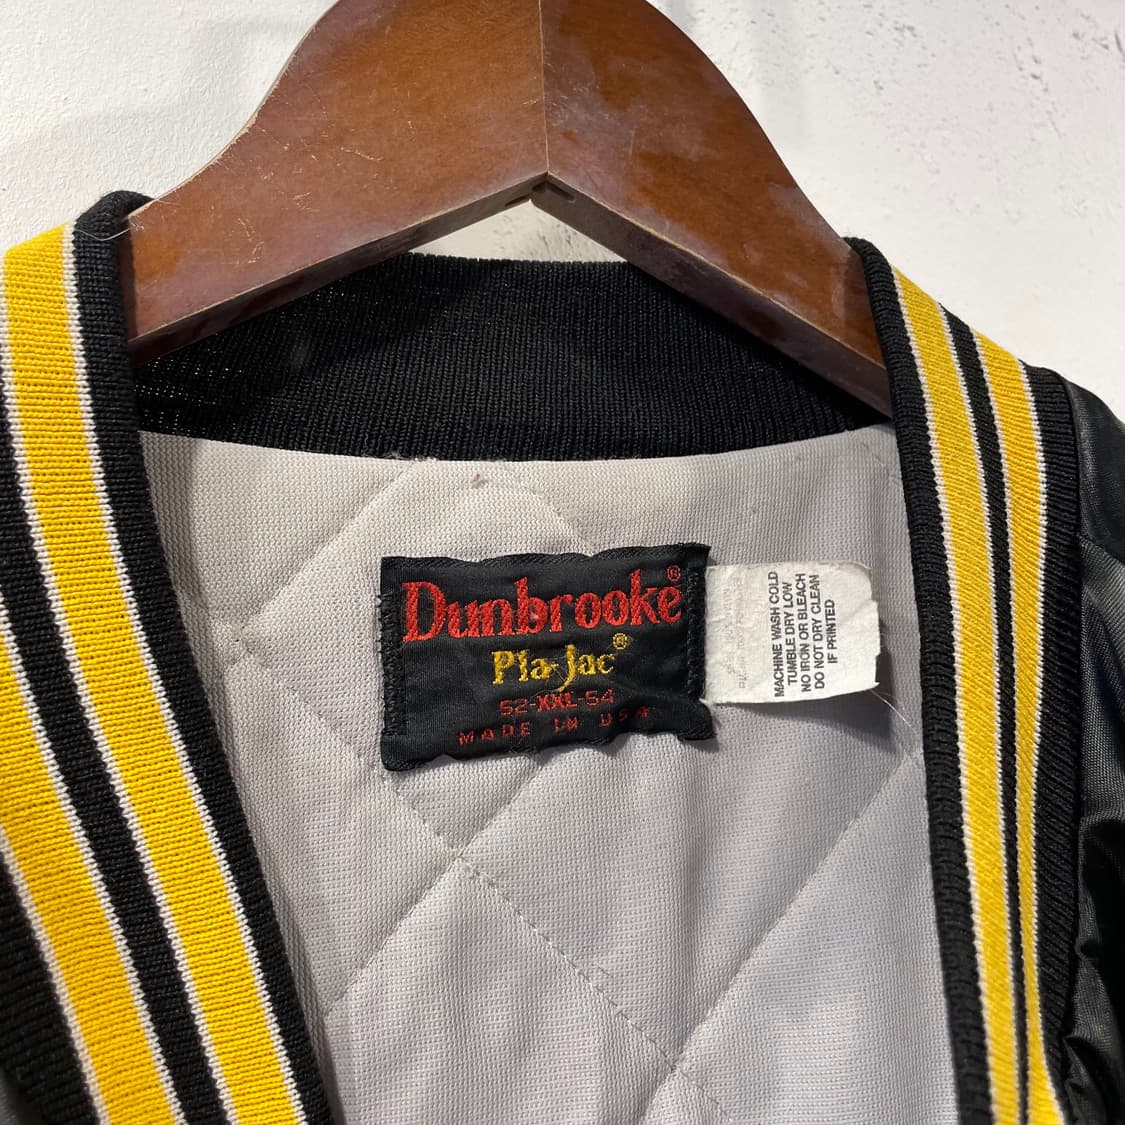 Dunbrooke®
Pla-Jac®
52-XXL-54
MADE IN USA
MACHINE WASH COLD
TUMBLE DRY LOW
NO IRON OR BLEACH
DO NOT DRY CLEAN
IF PRINTED